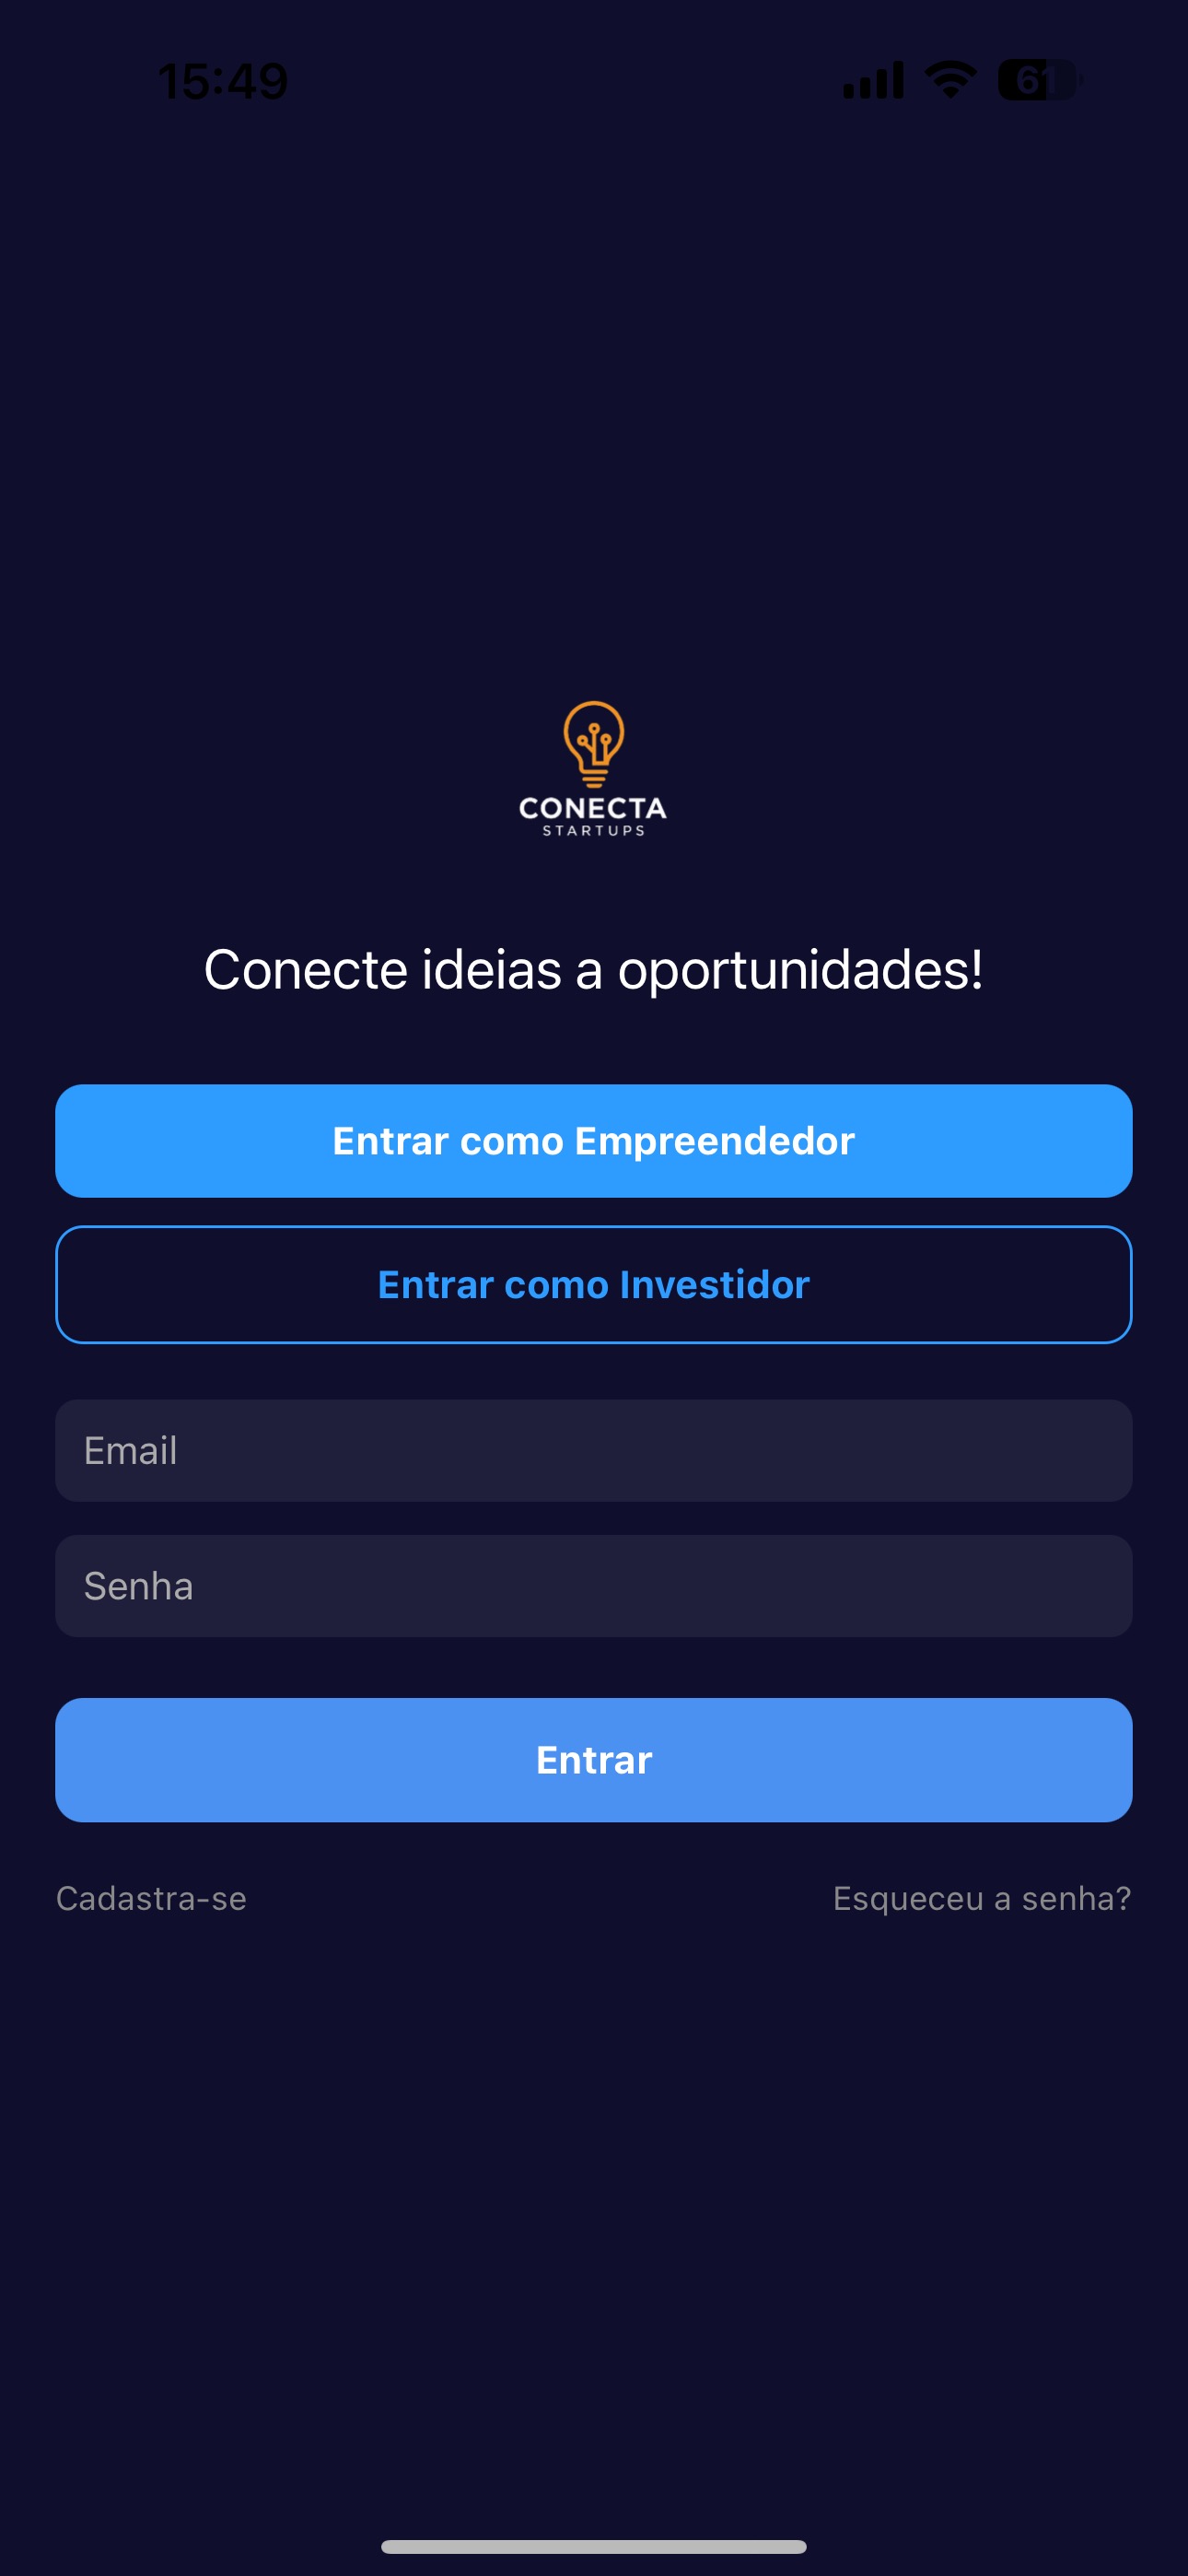 15:49
61
CONECTA
STARTUPS
Conecte ideias a oportunidades!
Entrar como Empreendedor
Entrar como Investidor
Email
Senha
Entrar
Cadastra-se
Esqueceu a senha?